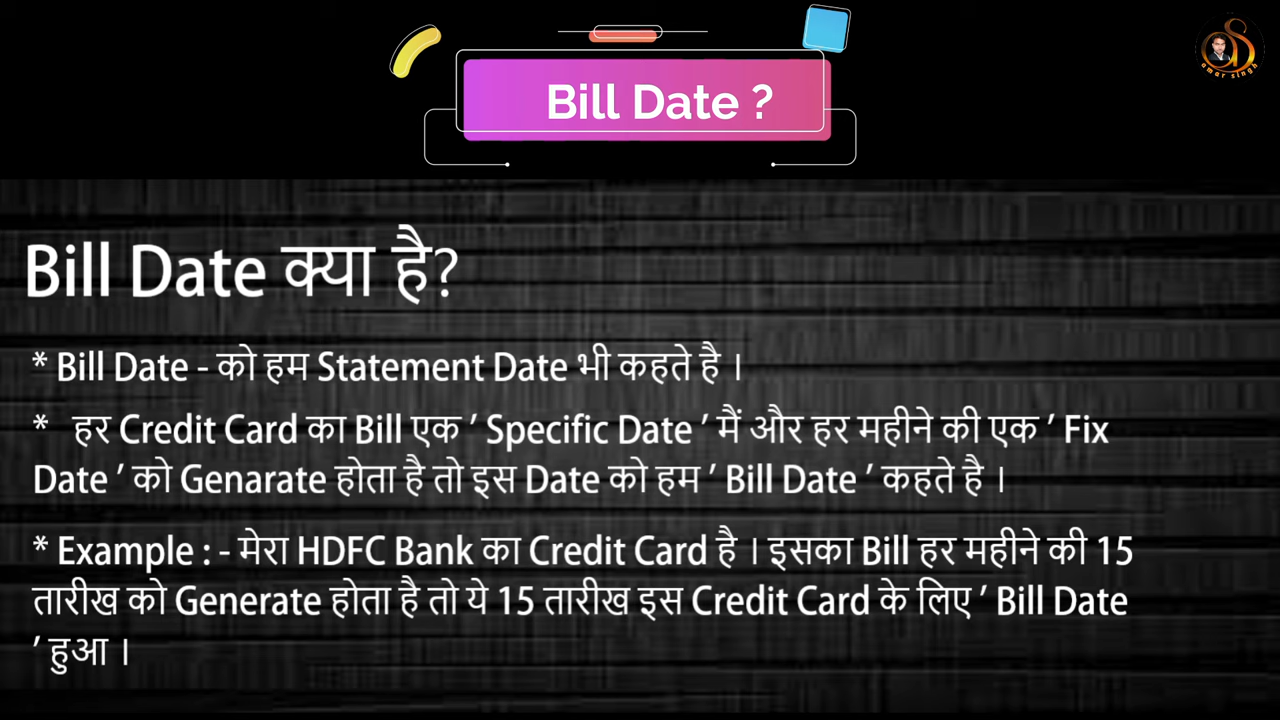 Bill Date ?
amar singh
Bill Date क्या है?
* Bill Date - को हम Statement Date भी कहते है ।
* हर Credit Card का Bill एक ’ Specific Date ’ मैं और हर महीने की एक ’ Fix
Date ’ को Genarate होता है तो इस Date को हम ’ Bill Date ’ कहते है ।
* Example : - मेरा HDFC Bank का Credit Card है । इसका Bill हर महीने की 15
तारीख को Generate होता है तो ये 15 तारीख इस Credit Card के लिए ’ Bill Date
’ हुआ ।